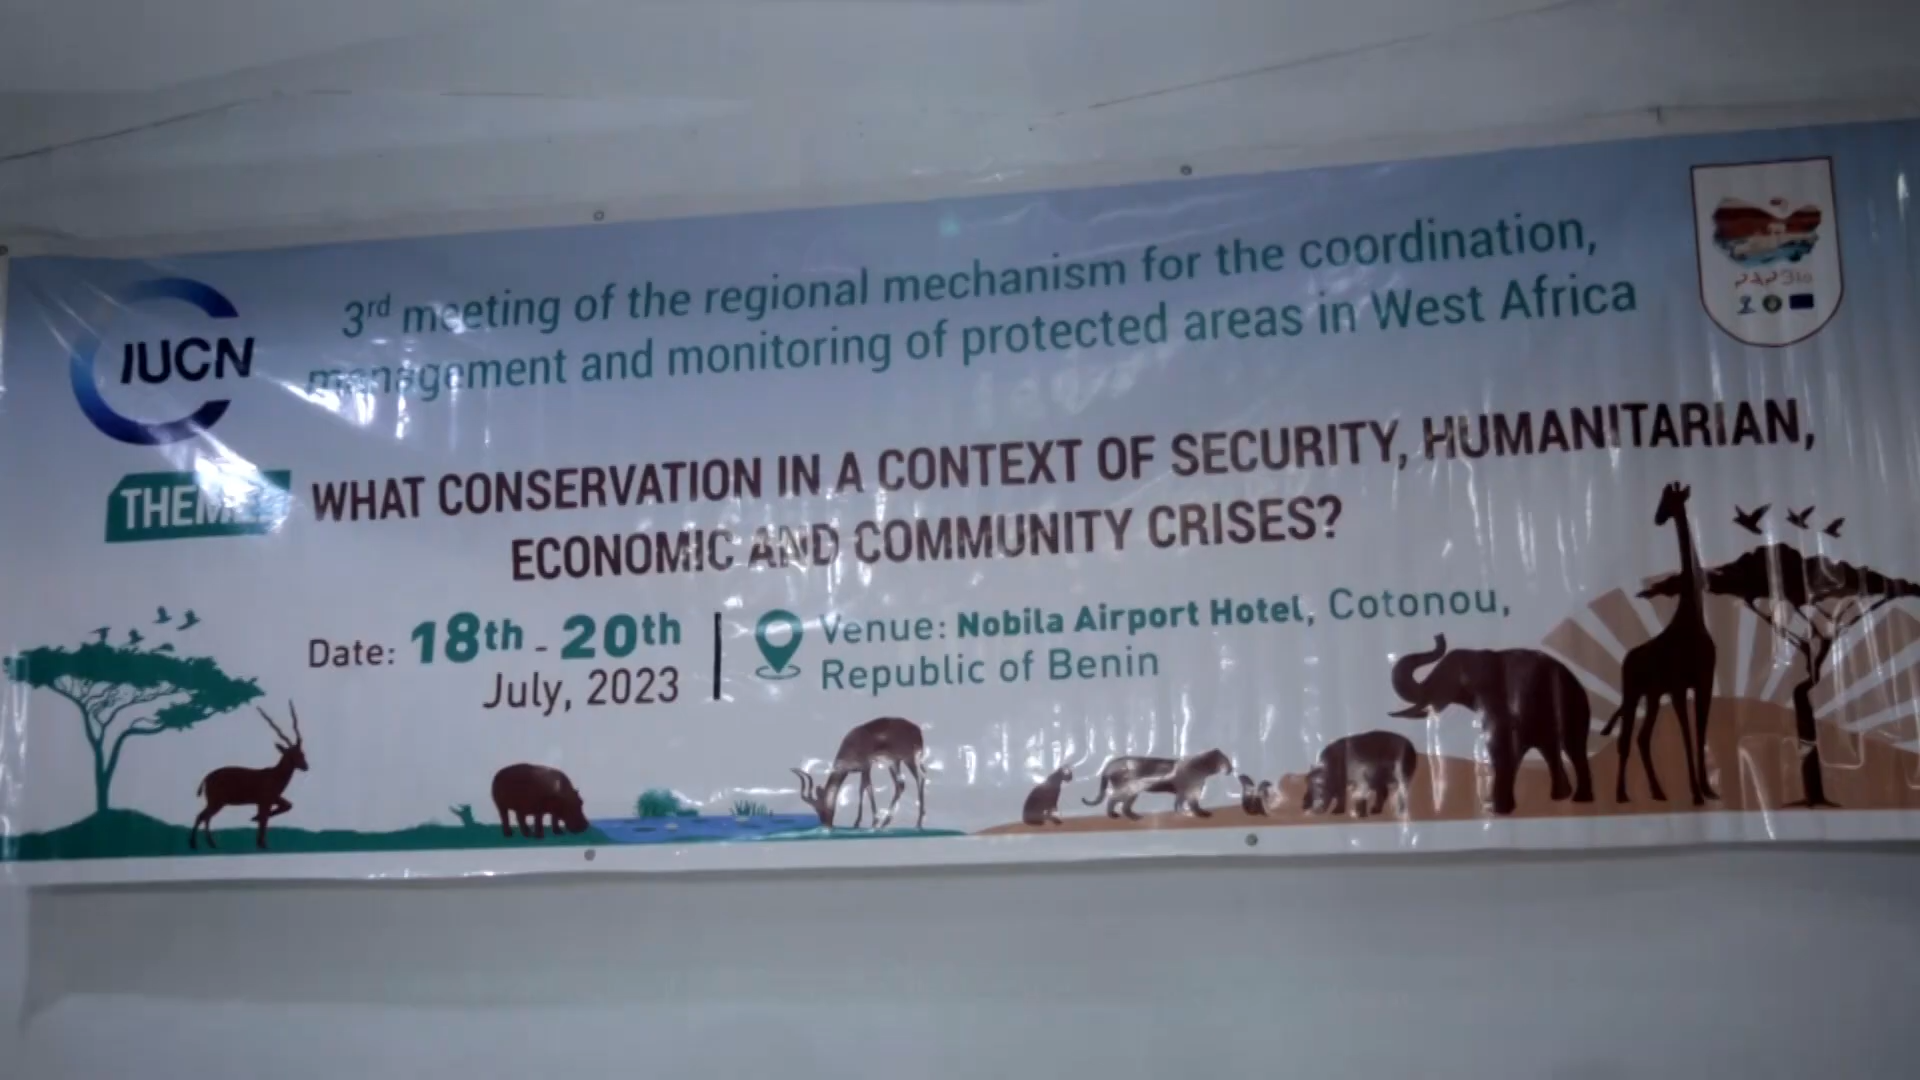 IUCN
3rd meeting of the regional mechanism for the coordination,
management and monitoring of protected areas in West Africa
THEME
WHAT CONSERVATION IN A CONTEXT OF SECURITY, HUMANITARIAN,
ECONOMIC AND COMMUNITY CRISES?
Date: 18th - 20th
July, 2023
Venue: Nobila Airport Hotel, Cotonou,
Republic of Benin